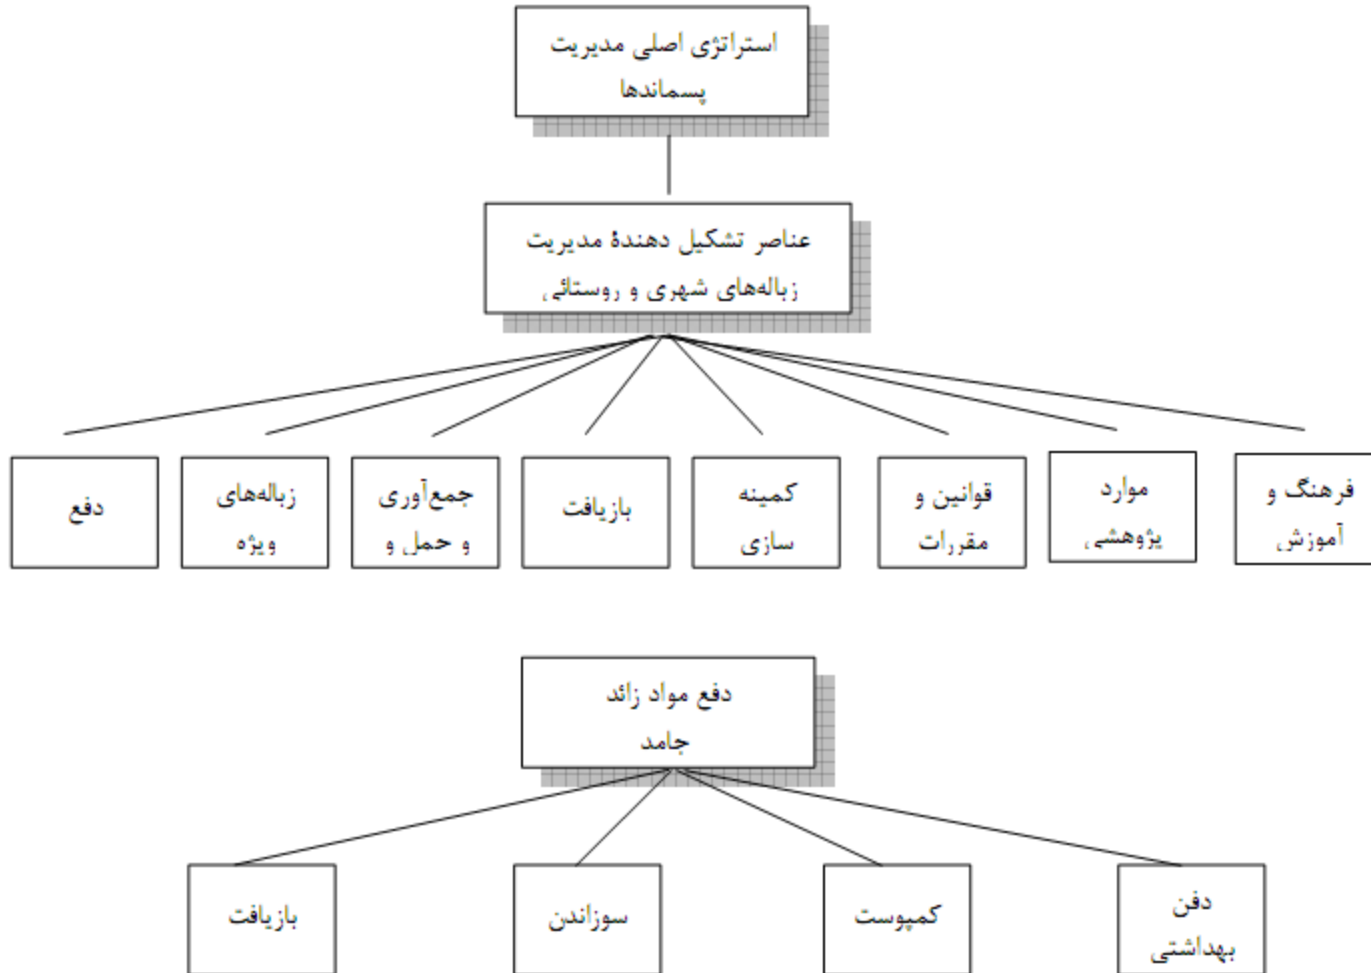 استراتژی اصلی مدیریت
پسماندها
عناصر تشکیل دهندۀ مدیریت
زباله‌های شهری و روستائی
فرهنگ و
آموزش
موارد
پژوهشی
قوانین و
مقررات
کمینه
سازی
بازیافت
جمع‌آوری
و حمل و
زباله‌های
ویژه
دفع
دفع مواد زائد
جامد
دفن
بهداشتی
کمپوست
سوزاندن
بازیافت